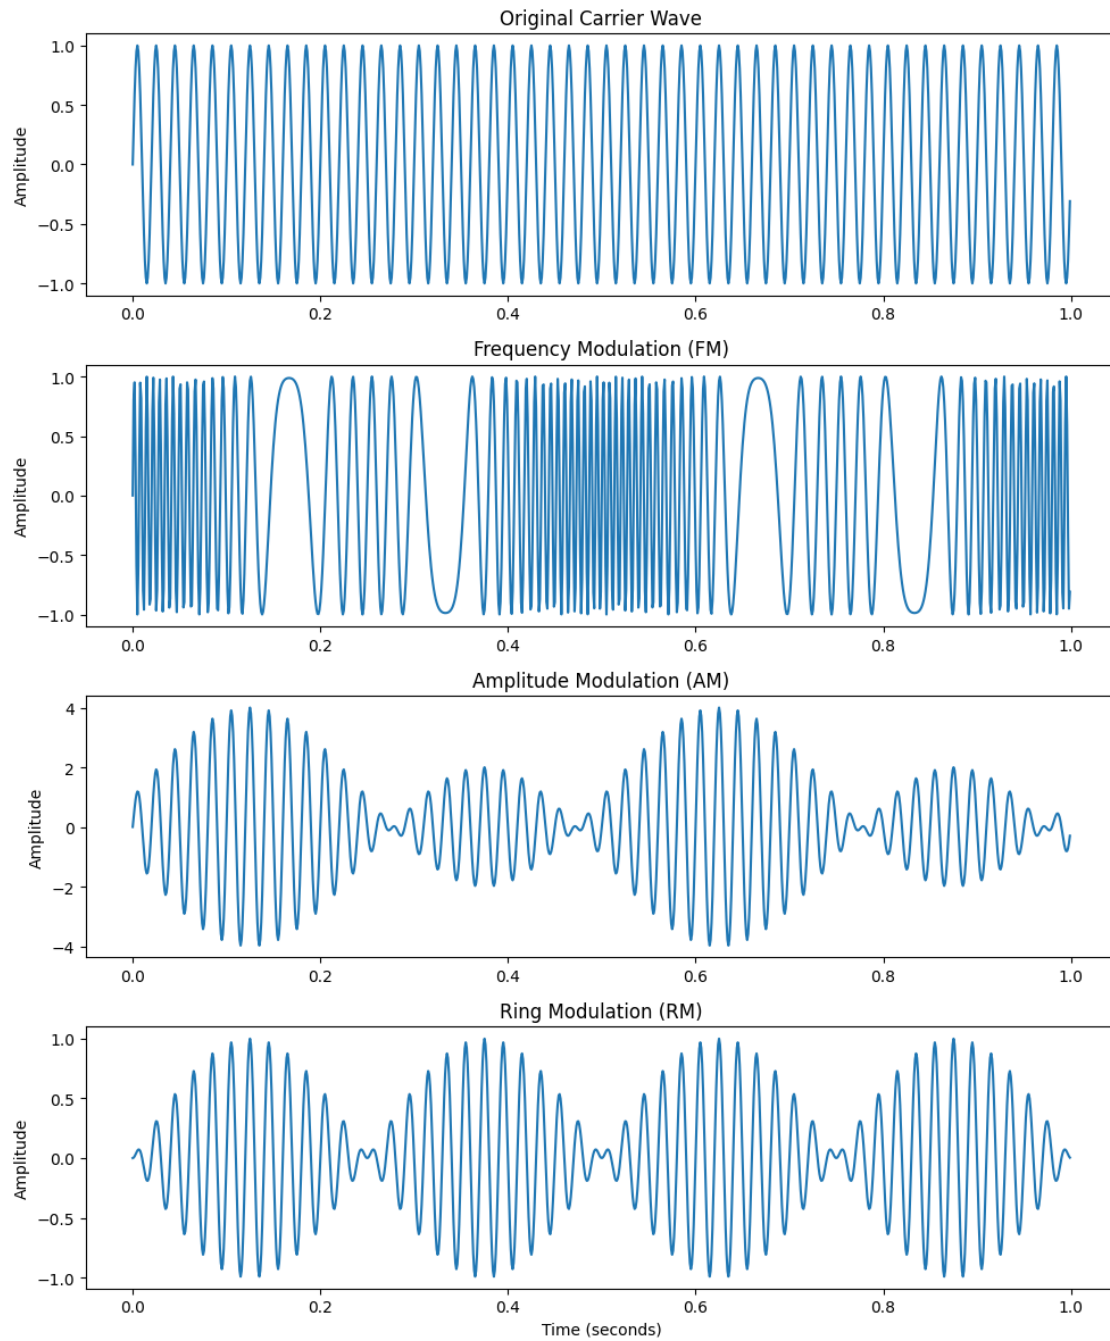 Original Carrier Wave
1.0
0.5
0.0
−0.5
−1.0
Amplitude
0.0 0.2 0.4 0.6 0.8 1.0
Frequency Modulation (FM)
1.0
0.5
0.0
−0.5
−1.0
Amplitude
0.0 0.2 0.4 0.6 0.8 1.0
Amplitude Modulation (AM)
4
2
0
−2
−4
Amplitude
0.0 0.2 0.4 0.6 0.8 1.0
Ring Modulation (RM)
1.0
0.5
0.0
−0.5
−1.0
Amplitude
0.0 0.2 0.4 0.6 0.8 1.0
Time (seconds)